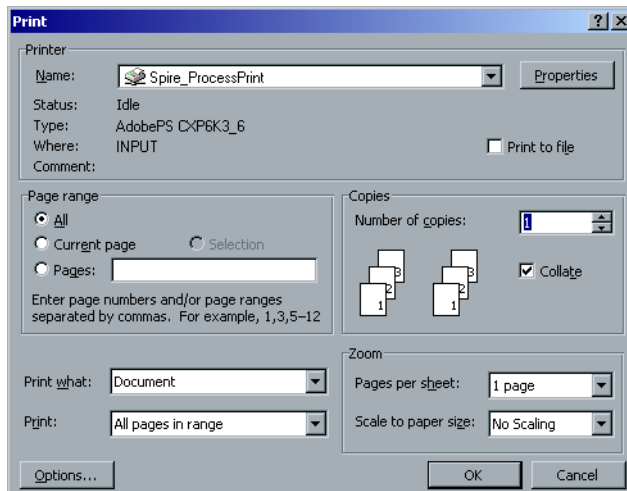 Print
Printer
Name: Spire_ProcessPrint Properties
Status: Idle
Type: AdobePS CXP6K3_6
Where: INPUT Print to file
Comment:
Page range
All
Current page Selection
Pages:
Enter page numbers and/or page ranges
separated by commas. For example, 1,3,5–12
Copies
Number of copies: 1
3 3
2 2
1 1
Collate
Print what: Document
Print: All pages in range
Zoom
Pages per sheet: 1 page
Scale to paper size: No Scaling
Options... OK Cancel